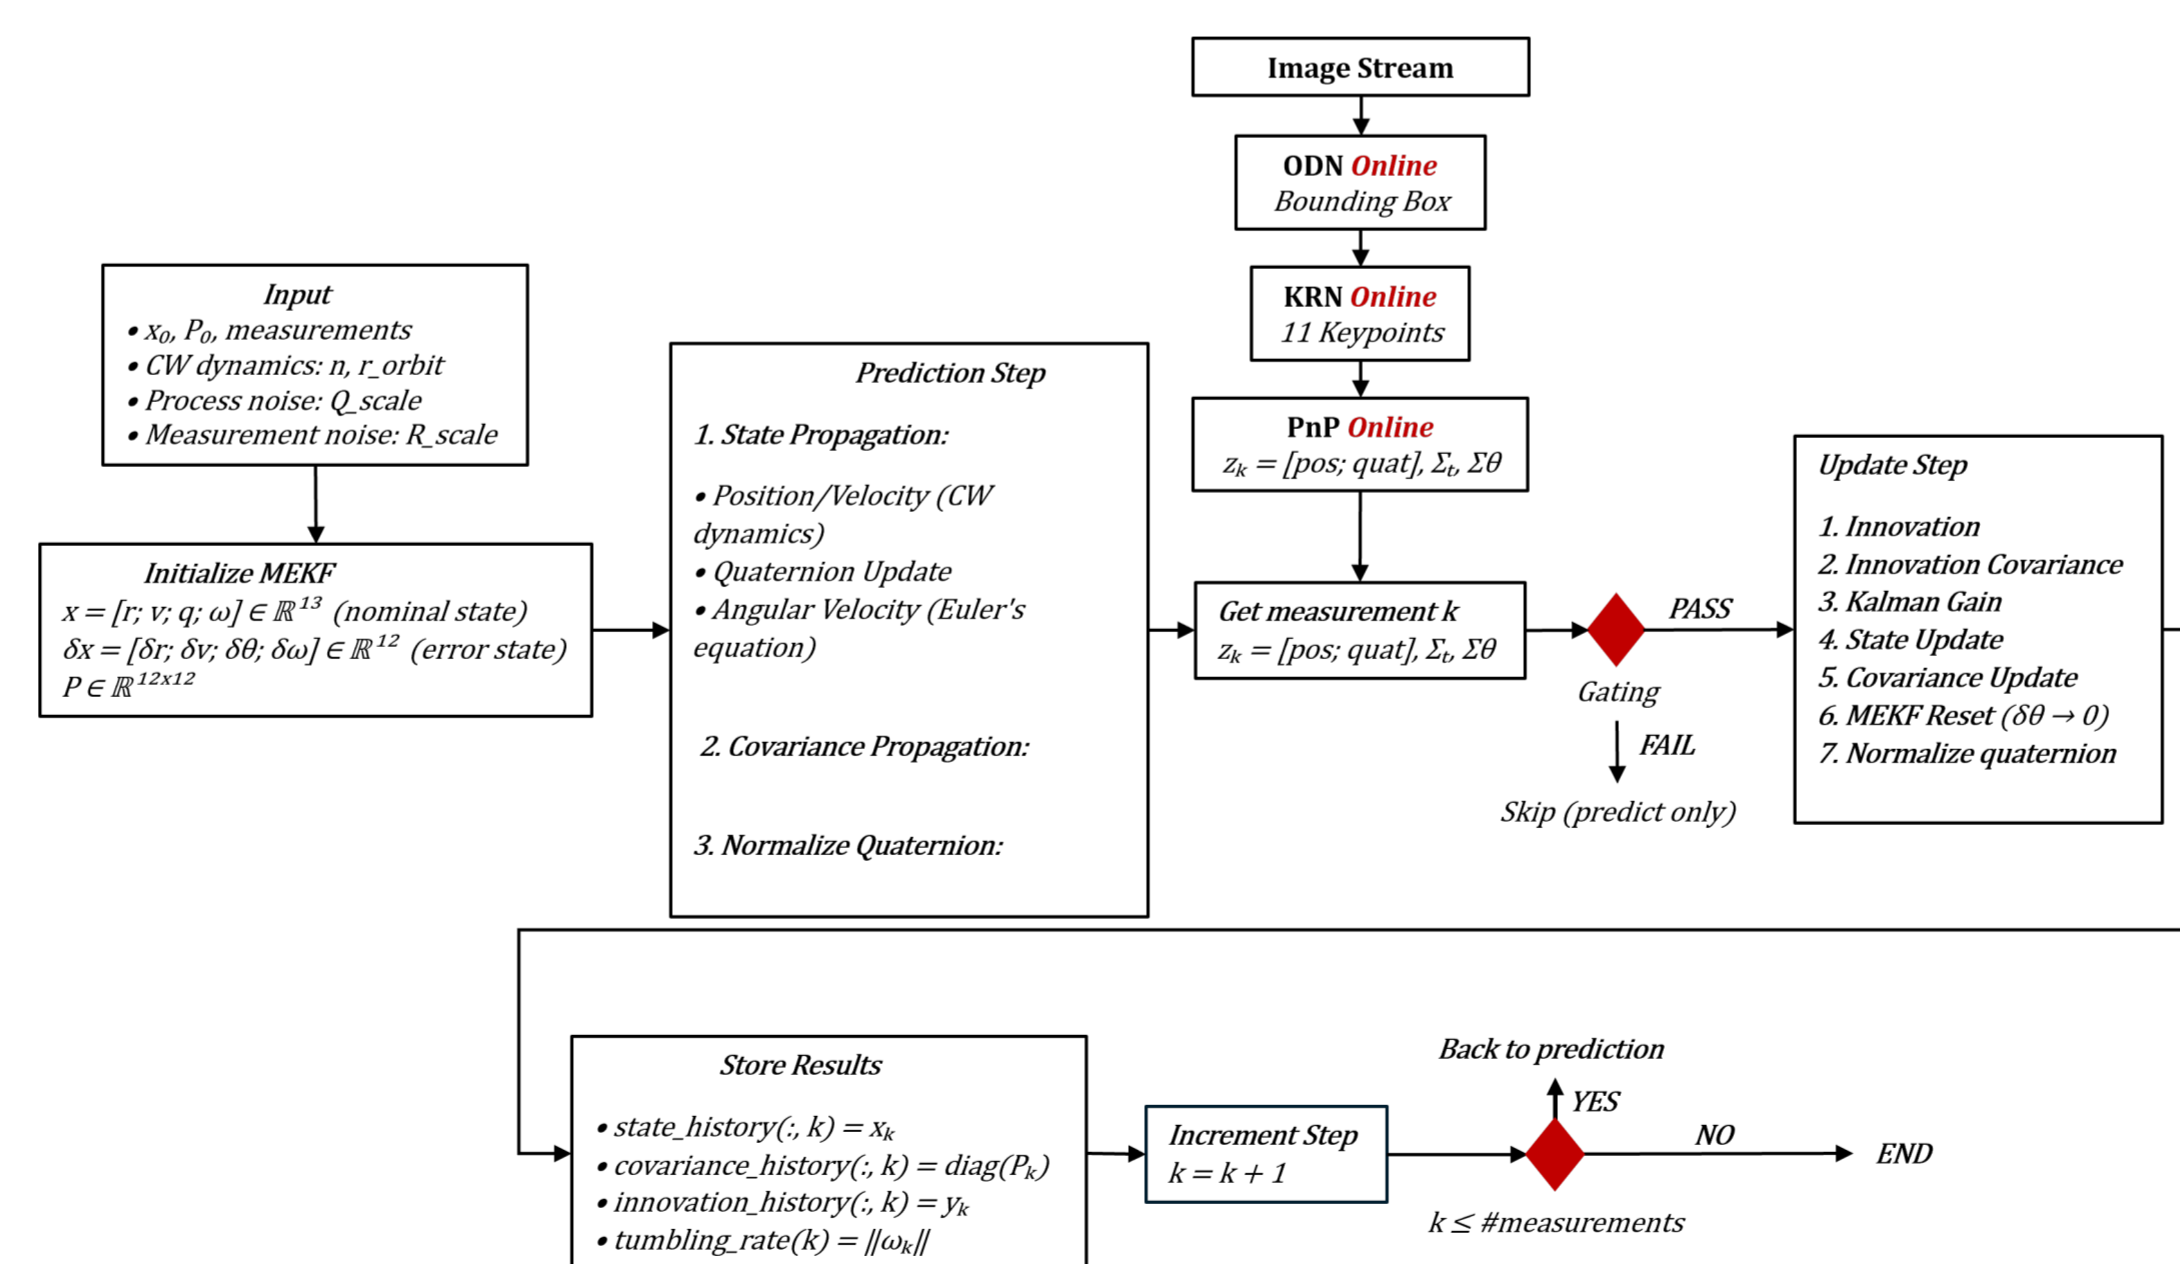 Image Stream
ODN Online
Bounding Box
KRN Online
11 Keypoints
PnP Online
zₖ = [pos; quat], Σₜ, Σθ
Input
• x₀, P₀, measurements
• CW dynamics: n, r_orbit
• Process noise: Q_scale
• Measurement noise: R_scale
Initialize MEKF
x = [r; v; q; ω] ∈ ℝ¹³ (nominal state)
δx = [δr; δv; δθ; δω] ∈ ℝ¹² (error state)
P ∈ ℝ¹²ˣ¹²
Prediction Step
1. State Propagation:
• Position/Velocity (CW
dynamics)
• Quaternion Update
• Angular Velocity (Euler's
equation)
2. Covariance Propagation:
3. Normalize Quaternion:
Get measurement k
zₖ = [pos; quat], Σₜ, Σθ
PASS
Gating
FAIL
Skip (predict only)
Update Step
1. Innovation
2. Innovation Covariance
3. Kalman Gain
4. State Update
5. Covariance Update
6. MEKF Reset (δθ → 0)
7. Normalize quaternion
Store Results
• state_history(:, k) = xₖ
• covariance_history(:, k) = diag(Pₖ)
• innovation_history(:, k) = yₖ
• tumbling_rate(k) = ‖ωₖ‖
Increment Step
k = k + 1
Back to prediction
YES
NO
END
k ≤ #measurements